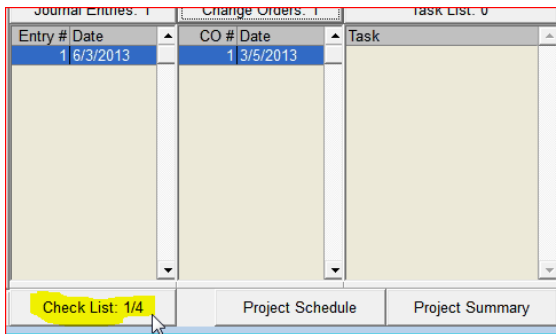 Journal Entries: 1 Change Orders: 1 Task List: 0
Entry # Date CO # Date Task
1 6/3/2013 1 3/5/2013
Check List: 1/4 Project Schedule Project Summary